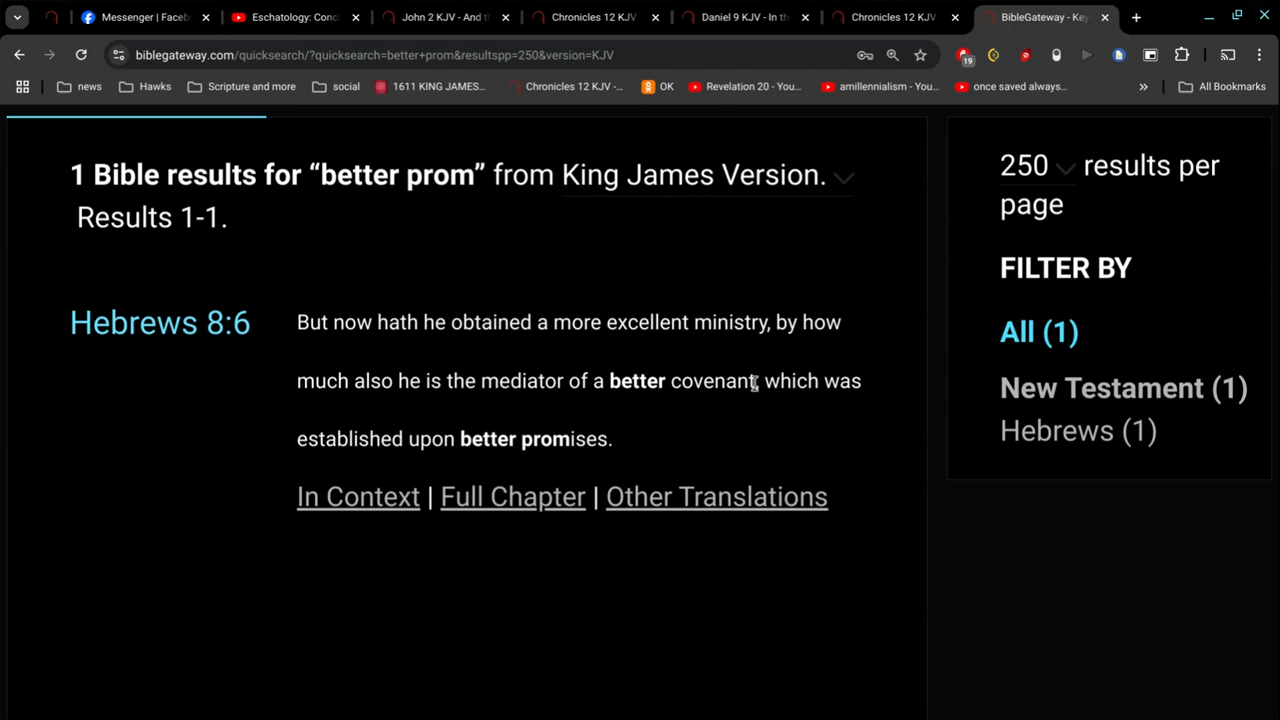 Messenger | Faceb
Eschatology: Conc
John 2 KJV - And t
Chronicles 12 KJV
Daniel 9 KJV - In th
Chronicles 12 KJV
BibleGateway - Key
biblegateway.com/quicksearch/?quicksearch=better+prom&resultspp=250&version=KJV
19
news
Hawks
Scripture and more
social
1611 KING JAMES...
Chronicles 12 KJV -...
OK
Revelation 20 - You...
amillennialism - You...
once saved always...
»
All Bookmarks
1 Bible results for “better prom” from King James Version.
Results 1-1.
Hebrews 8:6
But now hath he obtained a more excellent ministry, by how
much also he is the mediator of a better covenant, which was
established upon better promises.
In Context | Full Chapter | Other Translations
250 results per
page
FILTER BY
All (1)
New Testament (1)
Hebrews (1)